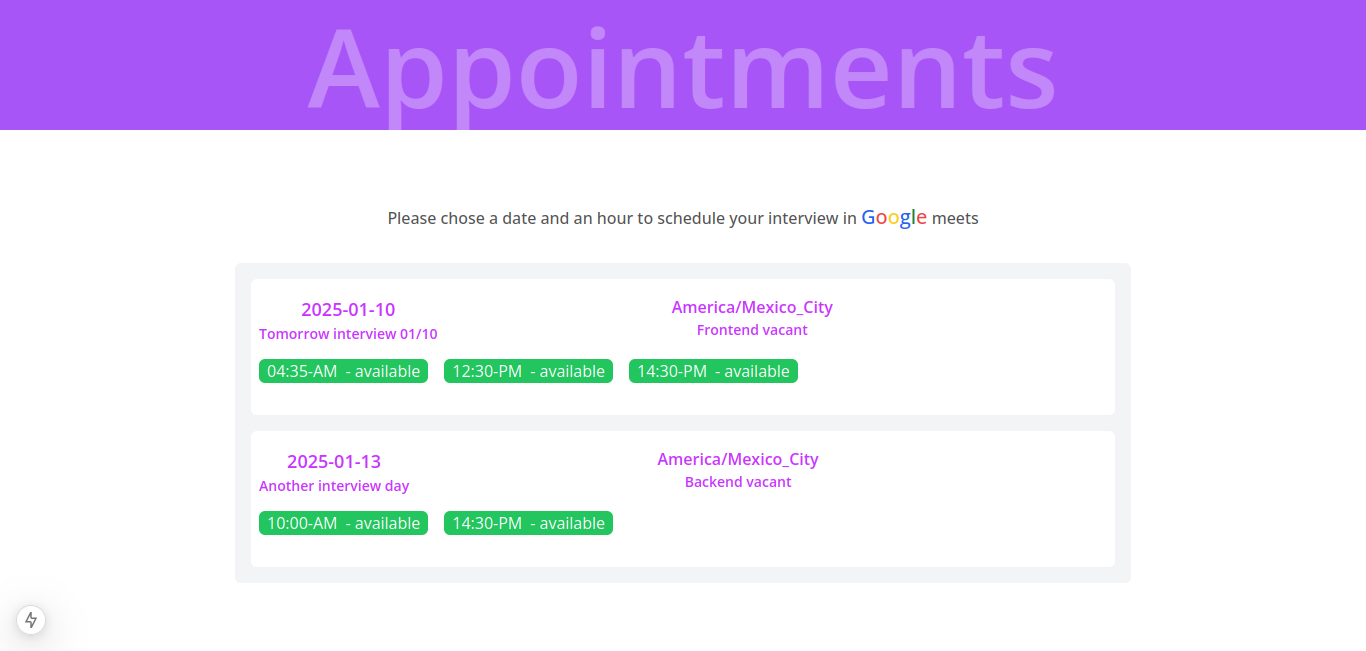 Appointments
Please chose a date and an hour to schedule your interview in Google meets
2025-01-10
America/Mexico_City
Tomorrow interview 01/10
Frontend vacant
04:35-AM - available
12:30-PM - available
14:30-PM - available
2025-01-13
America/Mexico_City
Another interview day
Backend vacant
10:00-AM - available
14:30-PM - available